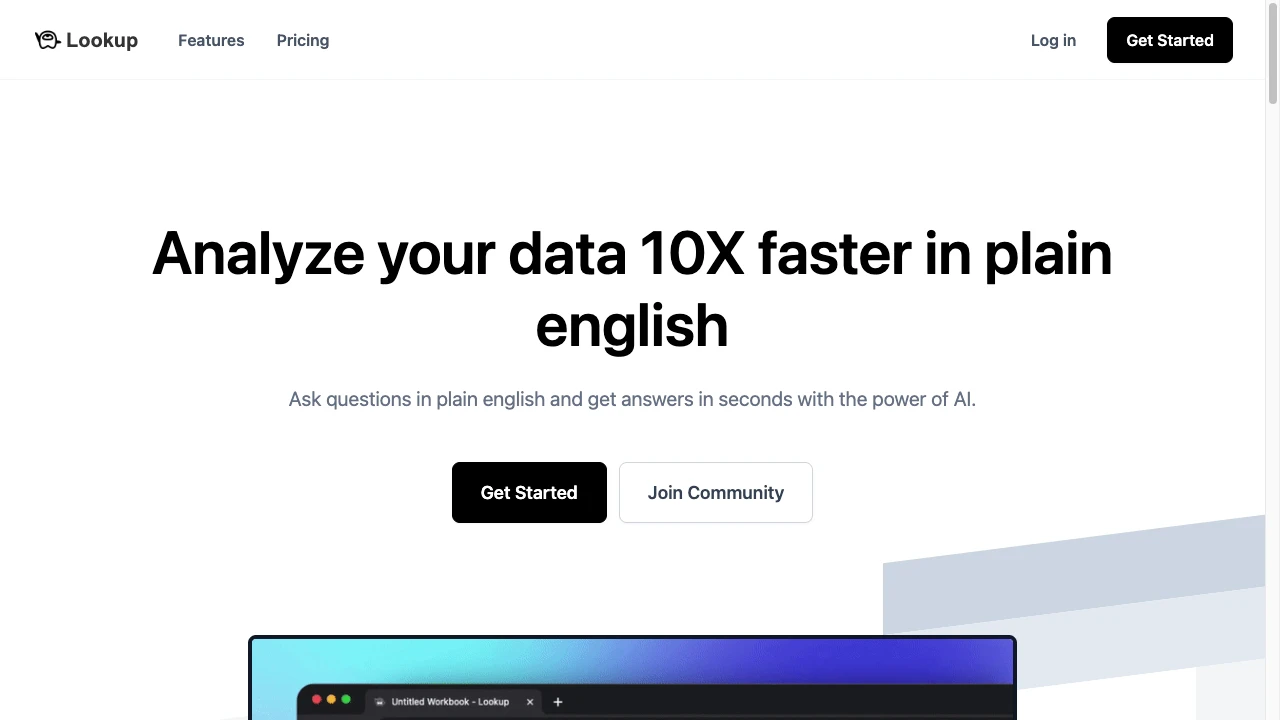 Lookup
Features
Pricing
Log in
Get Started
Analyze your data 10X faster in plain
english
Ask questions in plain english and get answers in seconds with the power of AI.
Get Started
Join Community
Untitled Workbook - Lookup